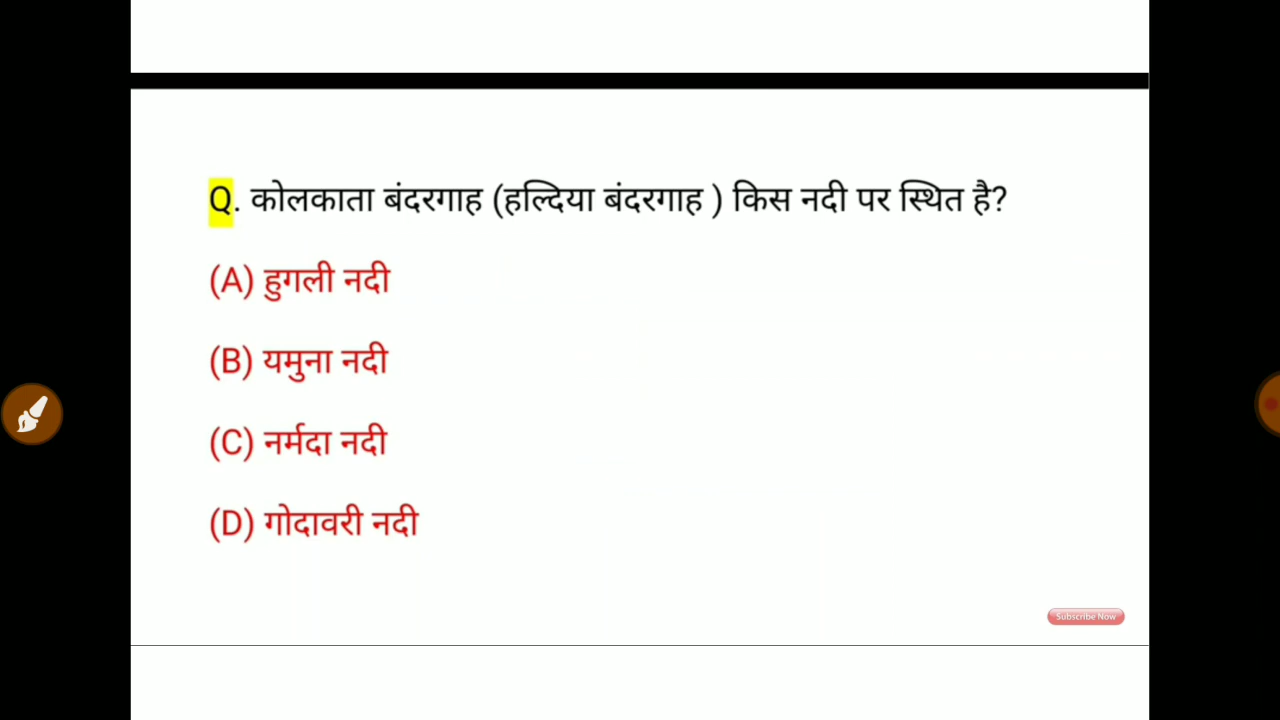 Q. कोलकाता बंदरगाह (हल्दिया बंदरगाह ) किस नदी पर स्थित है?
(A) हुगली नदी
(B) यमुना नदी
(C) नर्मदा नदी
(D) गोदावरी नदी
Subscribe Now